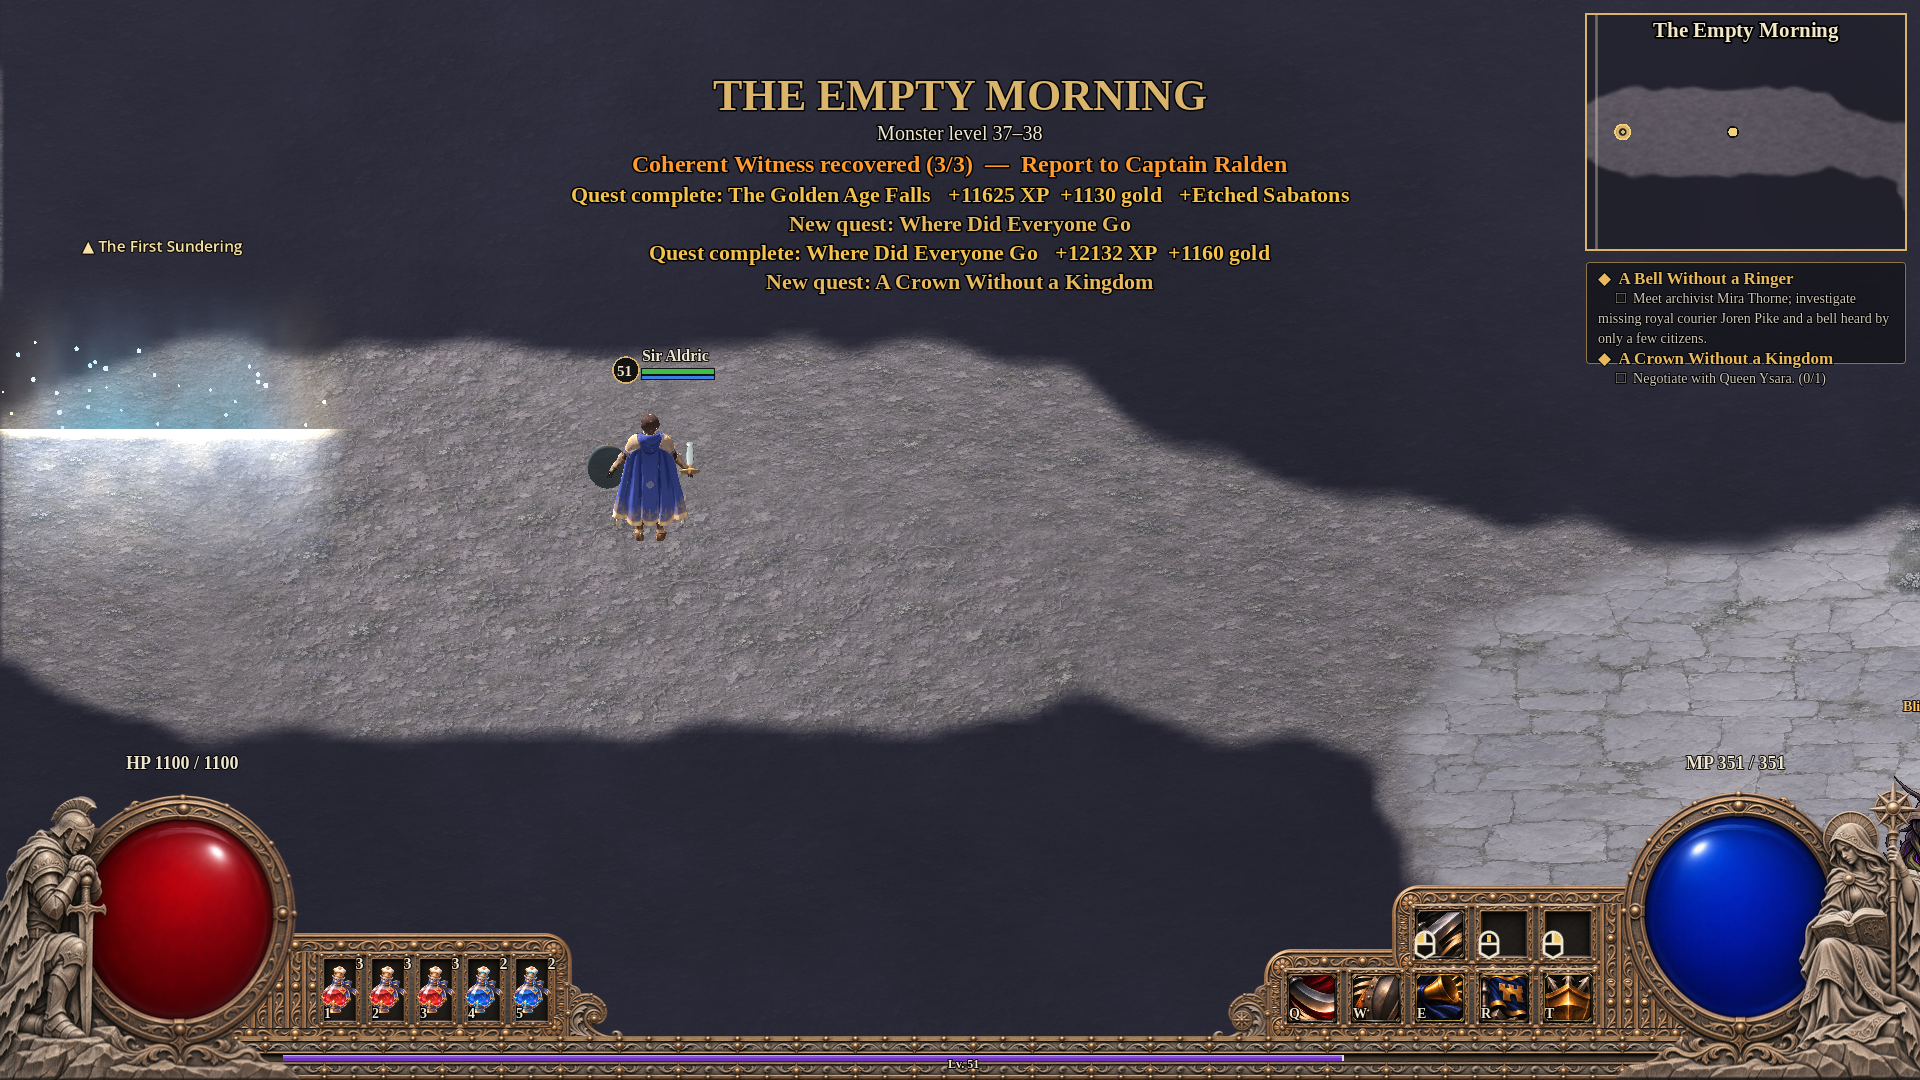 The Empty Morning
THE EMPTY MORNING
Monster level 37–38
Coherent Witness recovered (3/3) — Report to Captain Ralden
Quest complete: The Golden Age Falls +11625 XP +1130 gold +Etched Sabatons
New quest: Where Did Everyone Go
Quest complete: Where Did Everyone Go +12132 XP +1160 gold
New quest: A Crown Without a Kingdom
▲ The First Sundering
◆ A Bell Without a Ringer
☐ Meet archivist Mira Thorne; investigate
missing royal courier Joren Pike and a bell heard by
only a few citizens.
◆ A Crown Without a Kingdom
☐ Negotiate with Queen Ysara. (0/1)
Sir Aldric
51
Bli
HP 1100 / 1100
MP 351 / 351
3 3 3 2 2
1 2 3 4 5
Q W E R T
Lv. 51